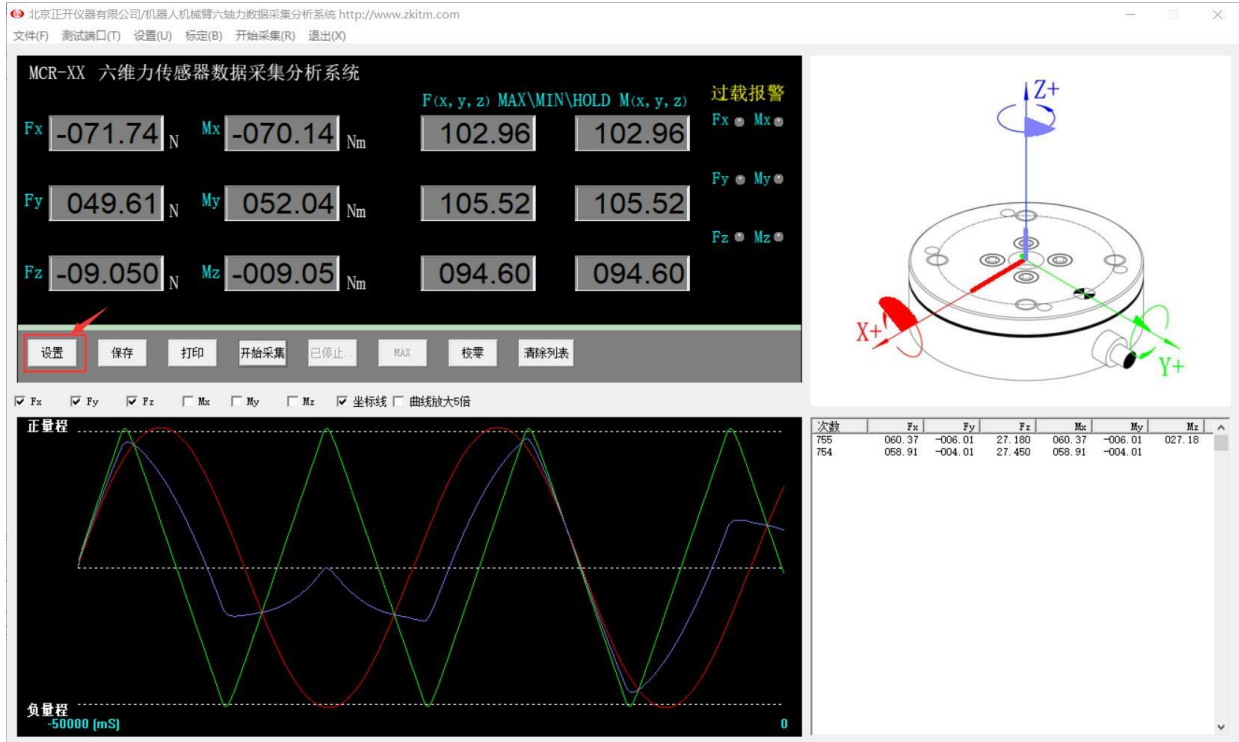 北京正开仪器有限公司/机器人机械臂六轴力数据采集分析系统 http://www.zkitm.com
文件(F) 测试端口(T) 设置(U) 标定(B) 开始采集(R) 退出(X)
MCR-XX 六维力传感器数据采集分析系统
F(x, y, z) MAX\MIN\HOLD M(x, y, z) 过载报警
Fx -071.74 N Mx -070.14 Nm 102.96 102.96 Fx Mx
Fy 049.61 N My 052.04 Nm 105.52 105.52 Fy My
Fz -09.050 N Mz -009.05 Nm 094.60 094.60 Fz Mz
设置 保存 打印 开始采集 已停止.. MAX 校零 清除列表
Z+
X+
Y+
Fx Fy Fz Mx My Mz 坐标线 曲线放大5倍
正量程
负量程
-50000 (mS) 0
次数 Fx Fy Fz Mx My Mz
755 060.37 -006.01 27.180 060.37 -006.01 027.18
754 058.91 -004.01 27.450 058.91 -004.01